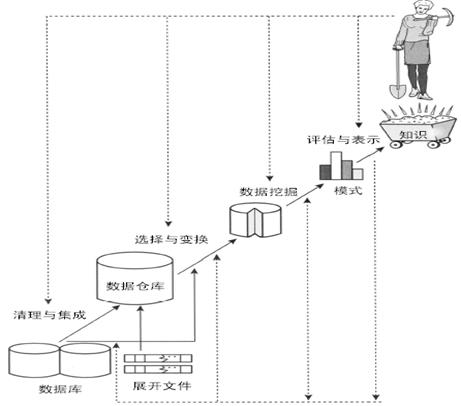 知识
评估与表示
模式
数据挖掘
选择与变换
数据仓库
清理与集成
数据库
展开文件